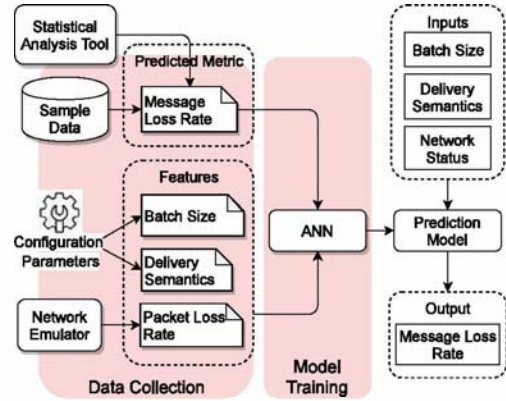 Statistical
Analysis Tool
Predicted Metric
Sample
Data
Message
Loss Rate
Features
Batch Size
Configuration
Parameters
Delivery
Semantics
Network
Emulator
Packet Loss
Rate
Data Collection
ANN
Model
Training
Inputs
Batch Size
Delivery
Semantics
Network
Status
Prediction
Model
Output
Message Loss
Rate